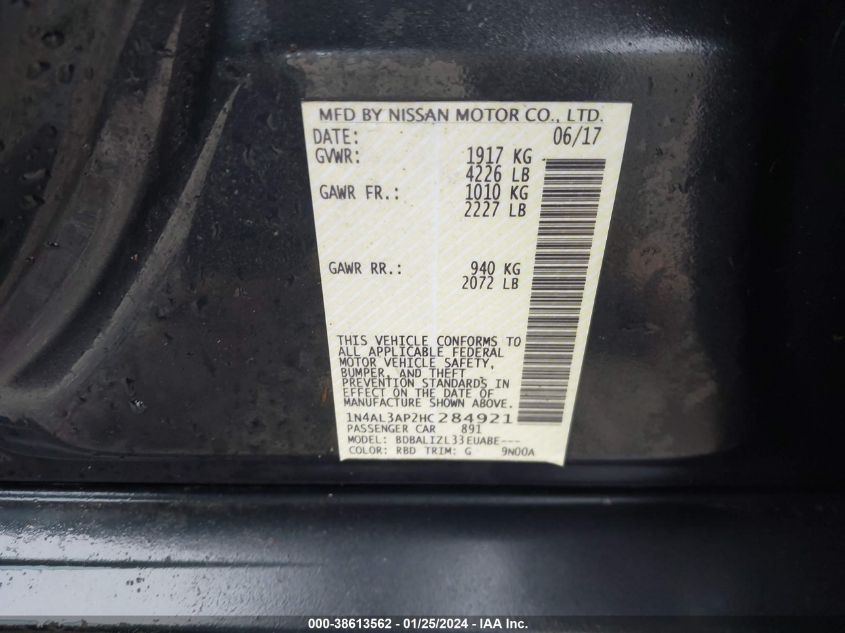 MFD BY NISSAN MOTOR CO., LTD.
DATE: 06/17
GVWR: 1917 KG
4226 LB
GAWR FR.: 1010 KG
2227 LB
GAWR RR.: 940 KG
2072 LB
THIS VEHICLE CONFORMS TO
ALL APPLICABLE FEDERAL
MOTOR VEHICLE SAFETY,
BUMPER, AND THEFT
PREVENTION STANDARDS IN
EFFECT ON THE DATE OF
MANUFACTURE SHOWN ABOVE.
1N4AL3AP2HC284921
PASSENGER CAR 891
MODEL: BDBALIZL33EUABE---
COLOR: RBD TRIM: G 9N00A
000-38613562 - 01/25/2024 - IAA Inc.